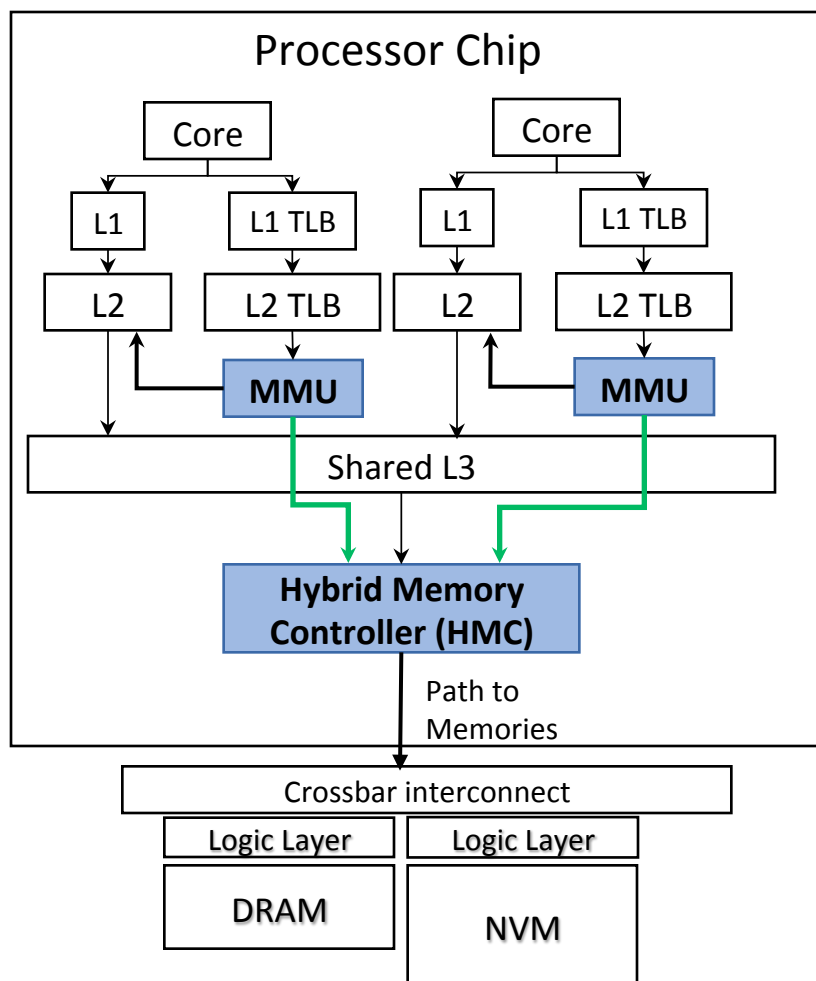 Processor Chip
Core
Core
L1
L1 TLB
L1
L1 TLB
L2
L2 TLB
L2
L2 TLB
MMU
MMU
Shared L3
Hybrid Memory
Controller (HMC)
Path to
Memories
Crossbar interconnect
Logic Layer
Logic Layer
DRAM
NVM